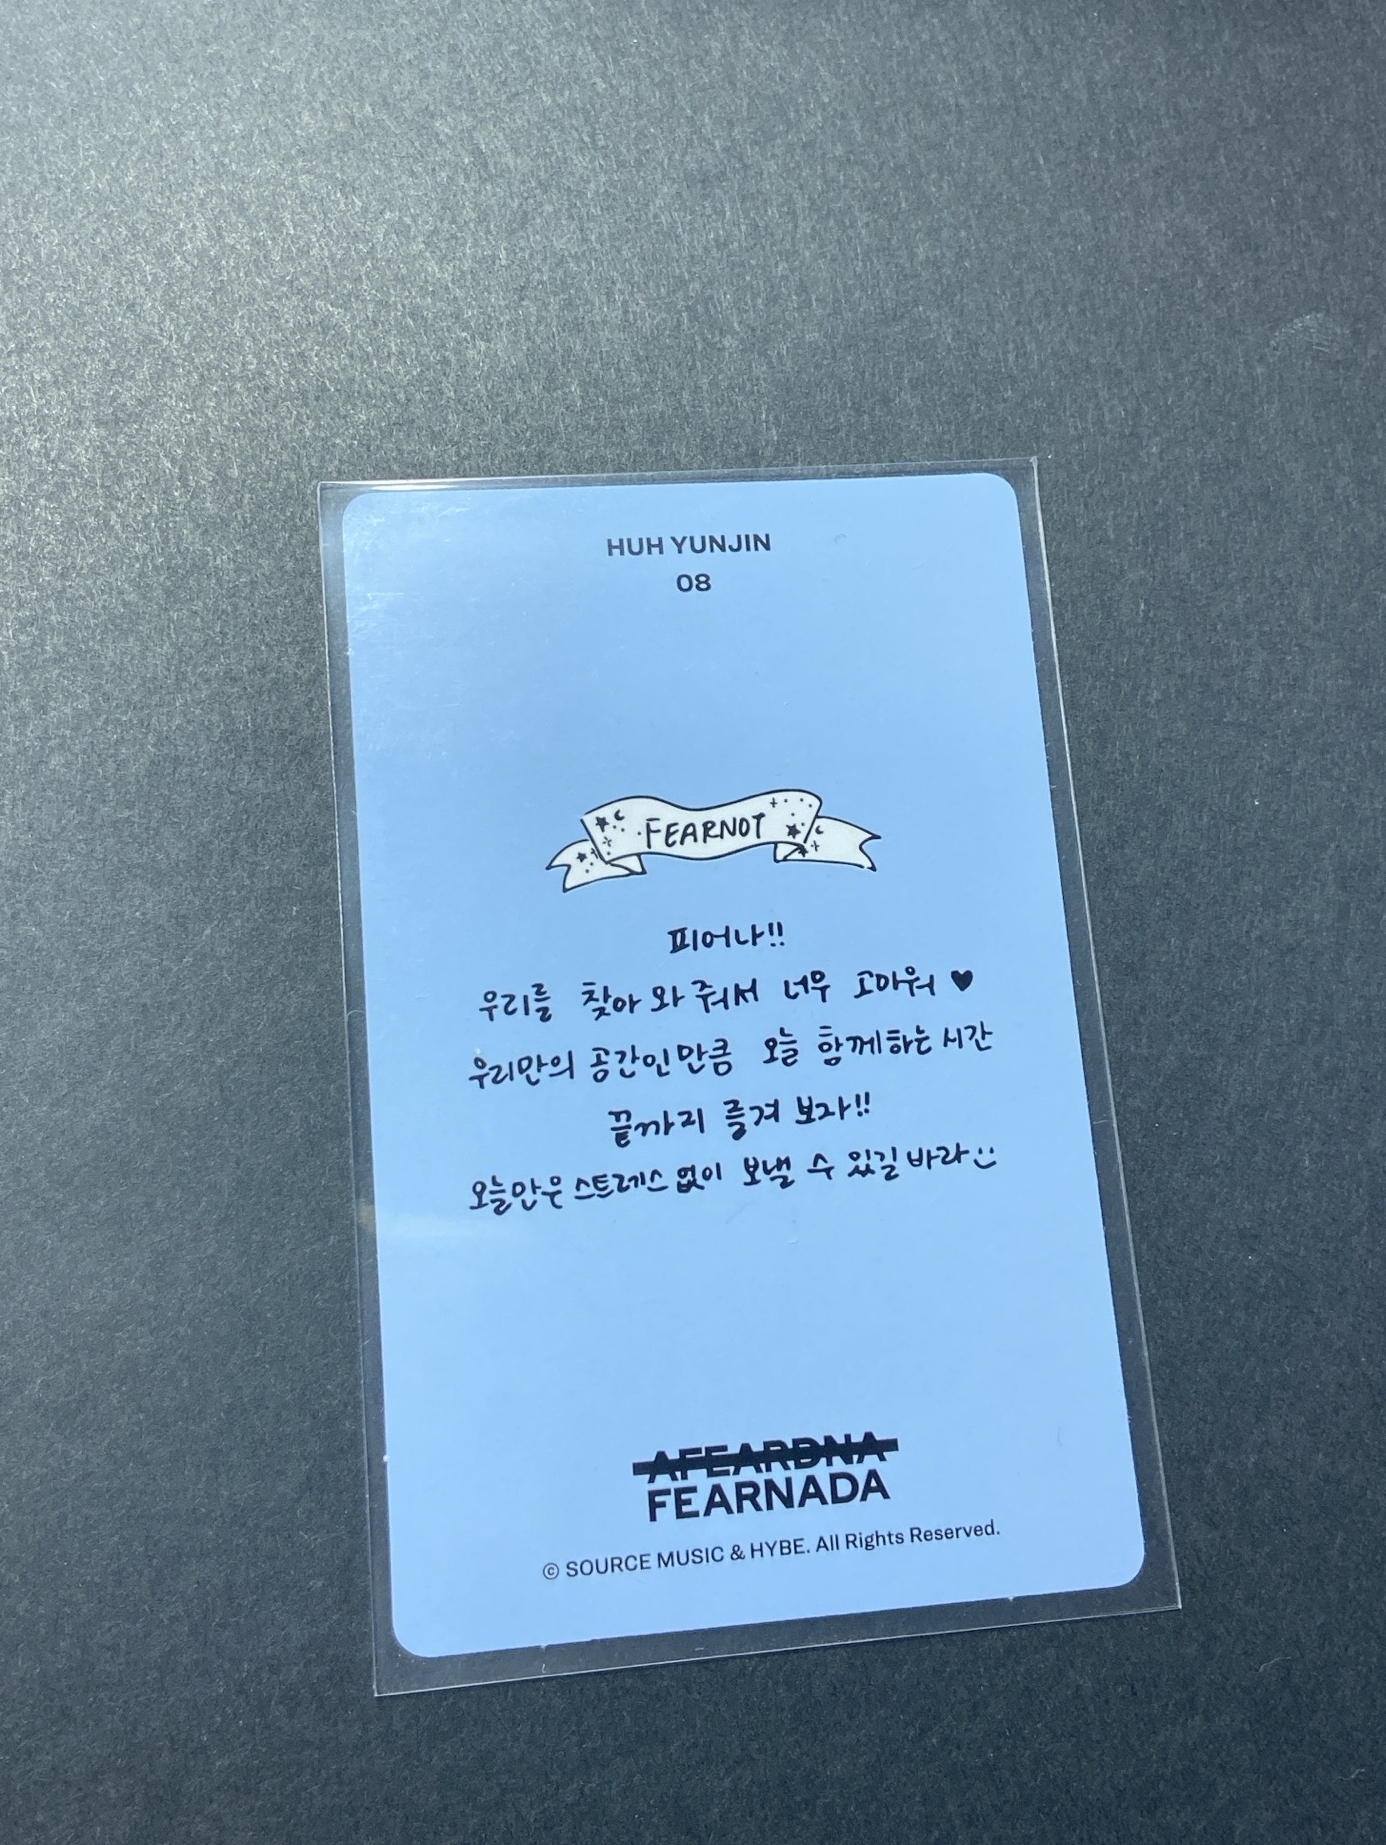 HUH YUNJIN
08
FEARNOT
피어나!!
우리를 찾아 와 줘서 너무 고마워 ♥
우리만의 공간인만큼 오늘 함께하는 시간
끝까지 즐겨 보자!!
오늘만은 스트레스 없이 보낼 수 있길 바라 :)
AFEARDNA
FEARNADA
© SOURCE MUSIC & HYBE. All Rights Reserved.